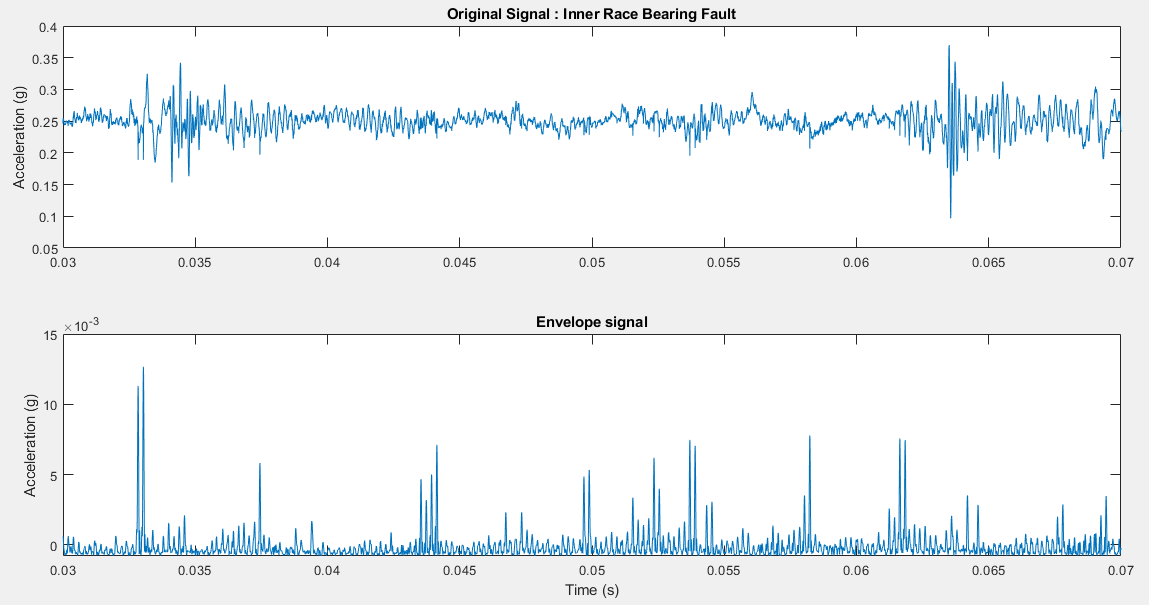 Original Signal : Inner Race Bearing Fault
Acceleration (g)
0.4
0.35
0.3
0.25
0.2
0.15
0.1
0.05
0.03 0.035 0.04 0.045 0.05 0.055 0.06 0.065 0.07
Envelope signal
×10-3
Acceleration (g)
15
10
5
0
0.03 0.035 0.04 0.045 0.05 0.055 0.06 0.065 0.07
Time (s)